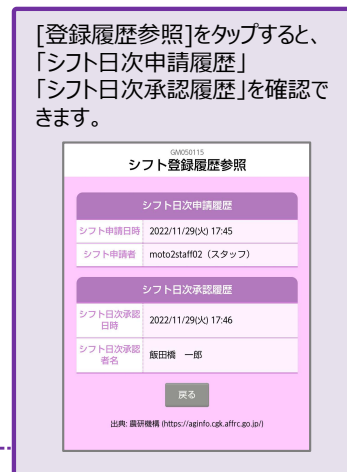 [登録履歴参照]をタップすると、
「シフト日次申請履歴」
「シフト日次承認履歴」を確認で
きます。
GM050115
シフト登録履歴参照
シフト日次申請履歴
シフト申請日時 2022/11/29(火) 17:45
シフト申請者 moto2staff02（スタッフ）
シフト日次承認履歴
シフト日次承認
日時 2022/11/29(火) 17:46
シフト日次承認
者名 飯田橋　一郎
戻る
出典: 農研機構 (https://aginfo.cgk.affrc.go.jp/)